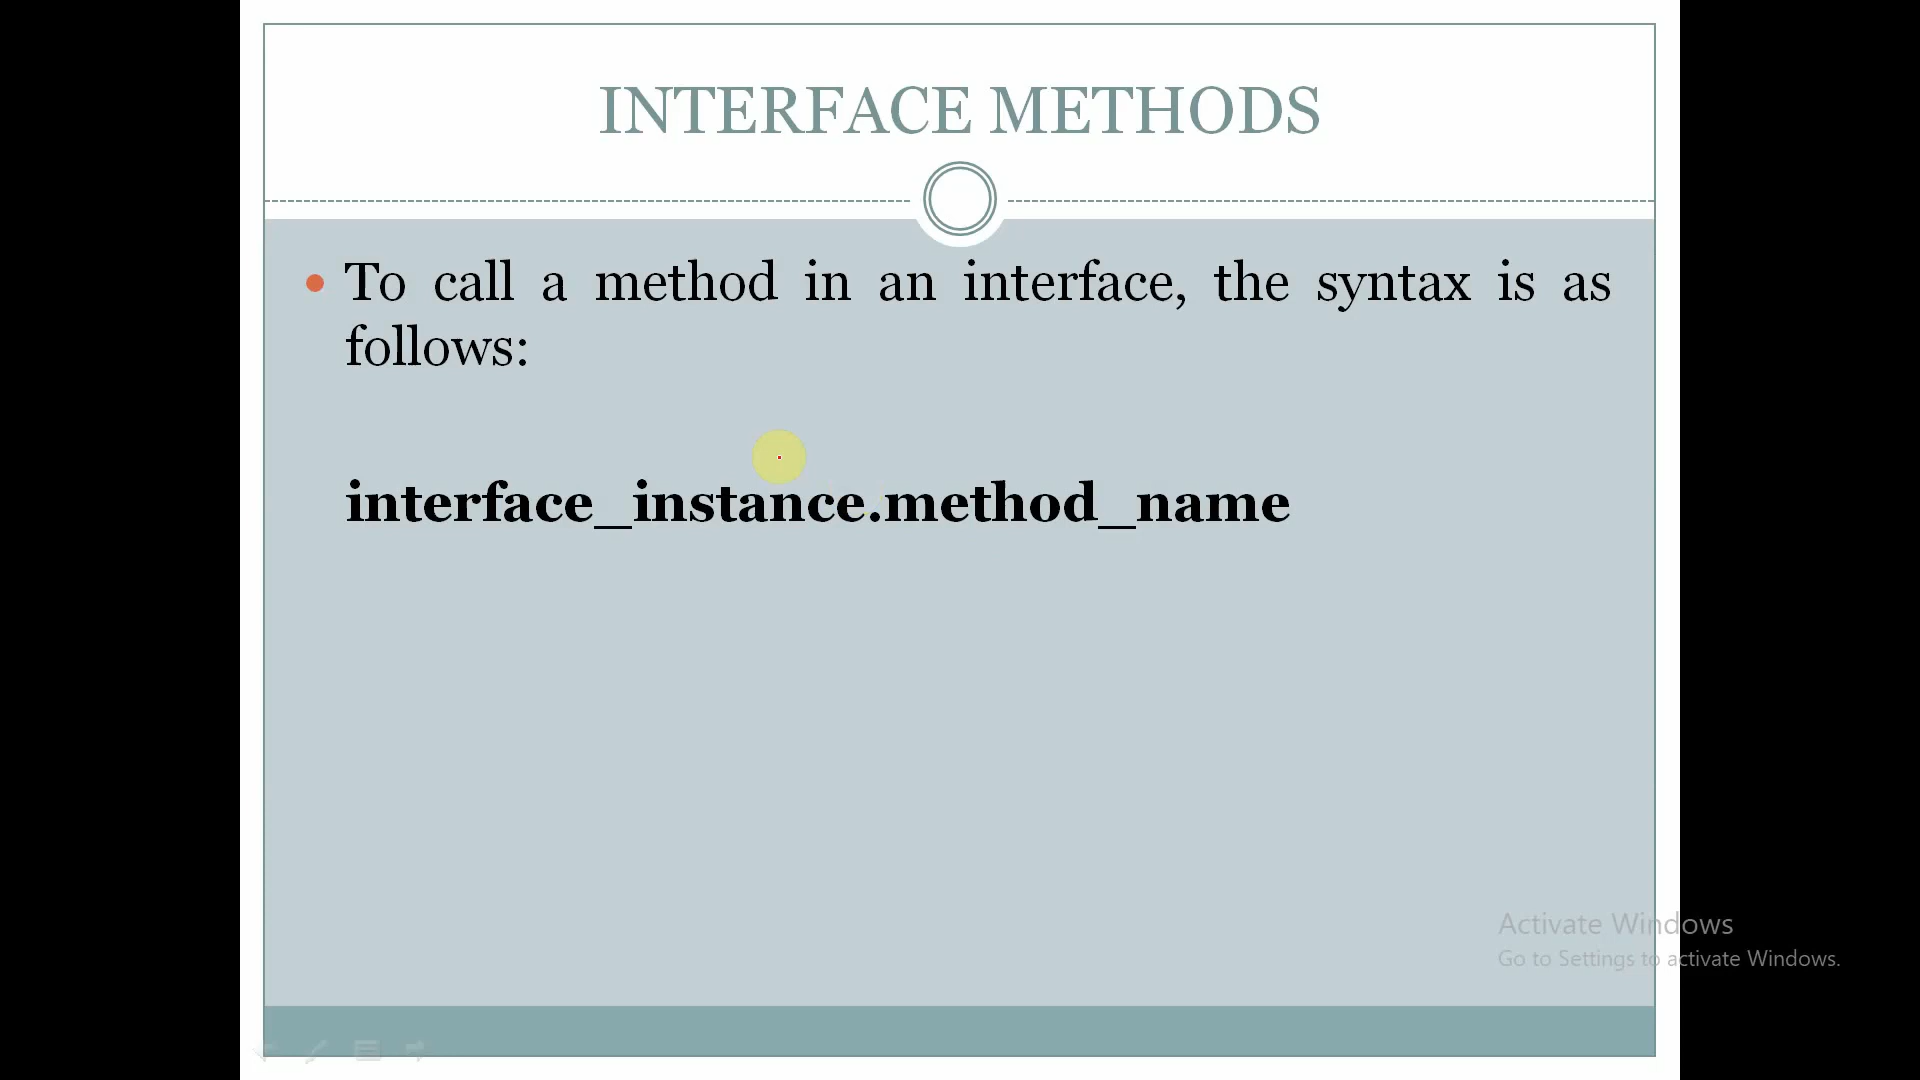 INTERFACE METHODS
To call a method in an interface, the syntax is as
follows:
interface_instance.method_name
Activate Windows
Go to Settings to activate Windows.